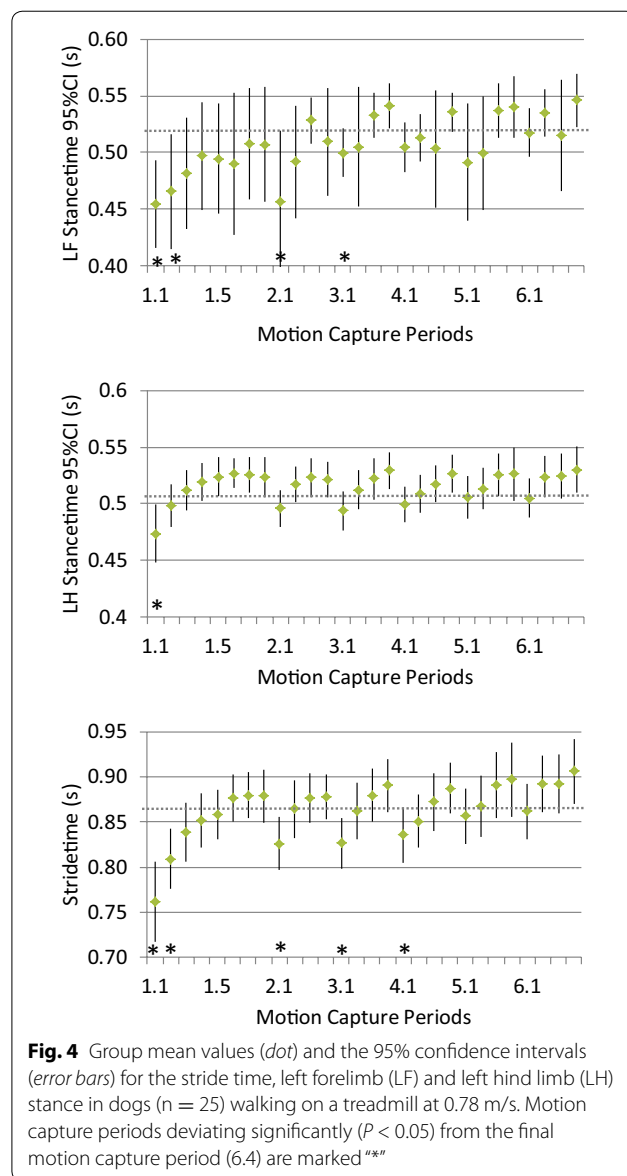 LF Stancetime 95%CI (s)
0.60
0.55
0.50
0.45
0.40
* * * *
1.1 1.5 2.1 3.1 4.1 5.1 6.1
Motion Capture Periods
LH Stancetime 95%CI (s)
0.6
0.55
0.5
0.45
0.4
*
1.1 1.5 2.1 3.1 4.1 5.1 6.1
Motion Capture Periods
Stridetime (s)
0.95
0.90
0.85
0.80
0.75
0.70
* * * * *
1.1 1.5 2.1 3.1 4.1 5.1 6.1
Motion Capture Periods
Fig. 4 Group mean values (dot) and the 95% confidence intervals
(error bars) for the stride time, left forelimb (LF) and left hind limb (LH)
stance in dogs (n = 25) walking on a treadmill at 0.78 m/s. Motion
capture periods deviating significantly (P < 0.05) from the final
motion capture period (6.4) are marked “*”